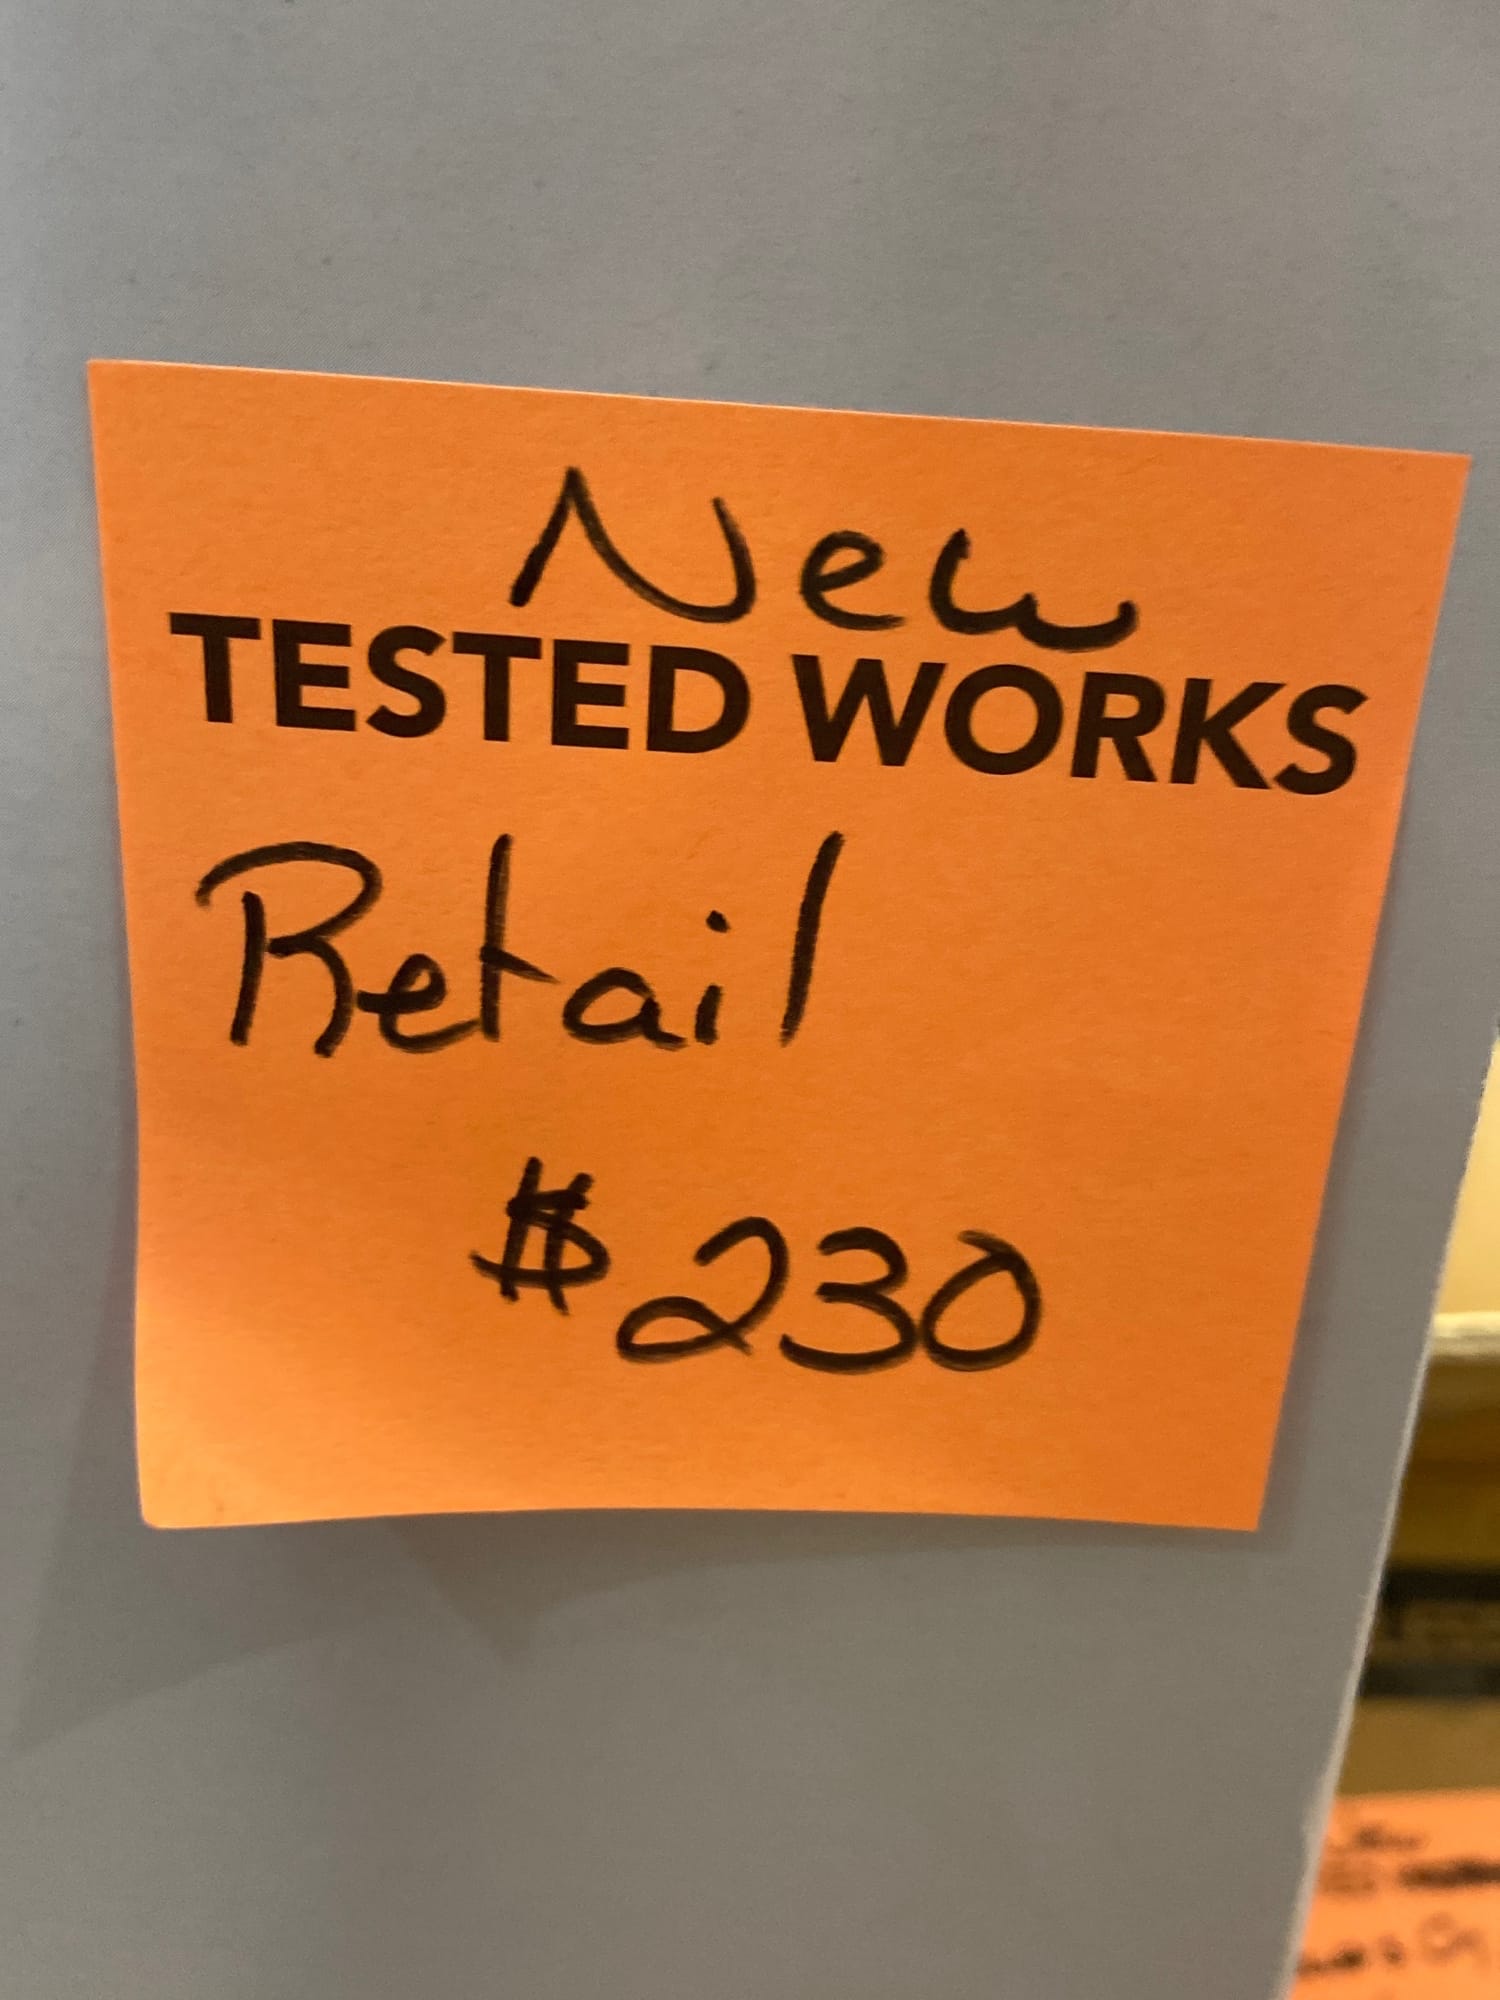 New
TESTED WORKS
Retail
$230